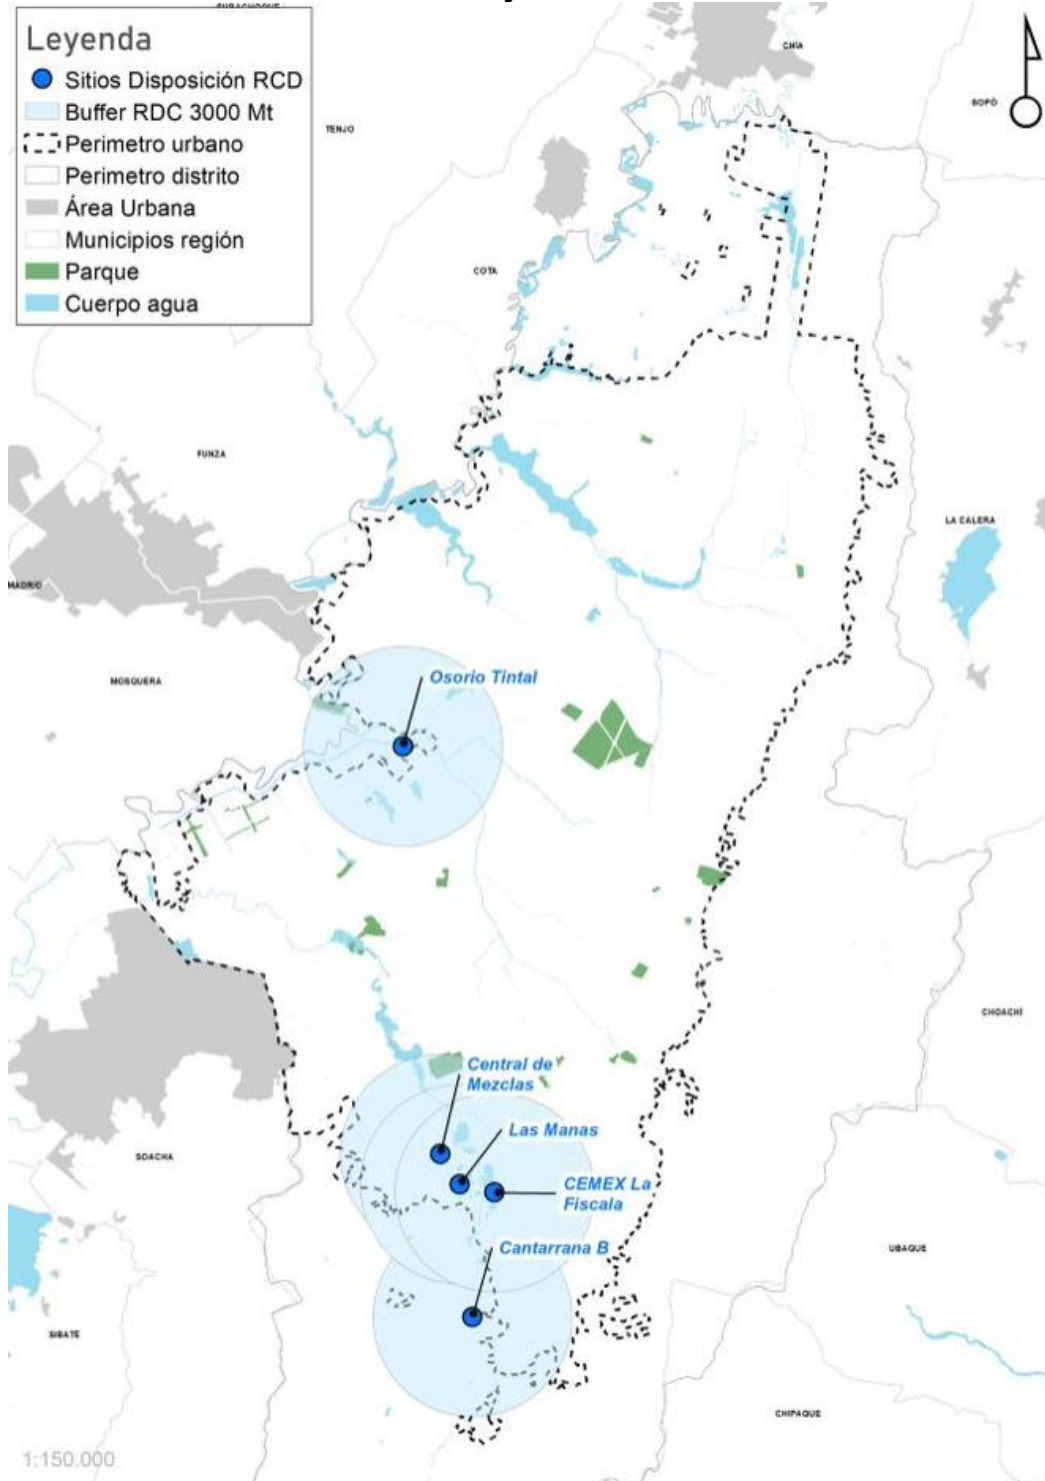 SUBACHOQUE
Leyenda
Sitios Disposición RCD
Buffer RDC 3000 Mt
Perimetro urbano
Perimetro distrito
Área Urbana
Municipios región
Parque
Cuerpo agua
CHÍA
SOPÓ
TENJO
COTA
FUNZA
LA CALERA
MADRID
MOSQUERA
Osorio Tintal
CHOACHÍ
Central de
Mezclas
Las Manas
SOACHA
CEMEX La
Fiscala
Cantarrana B
UBAQUE
SIBATÉ
CHIPAQUE
1:150.000